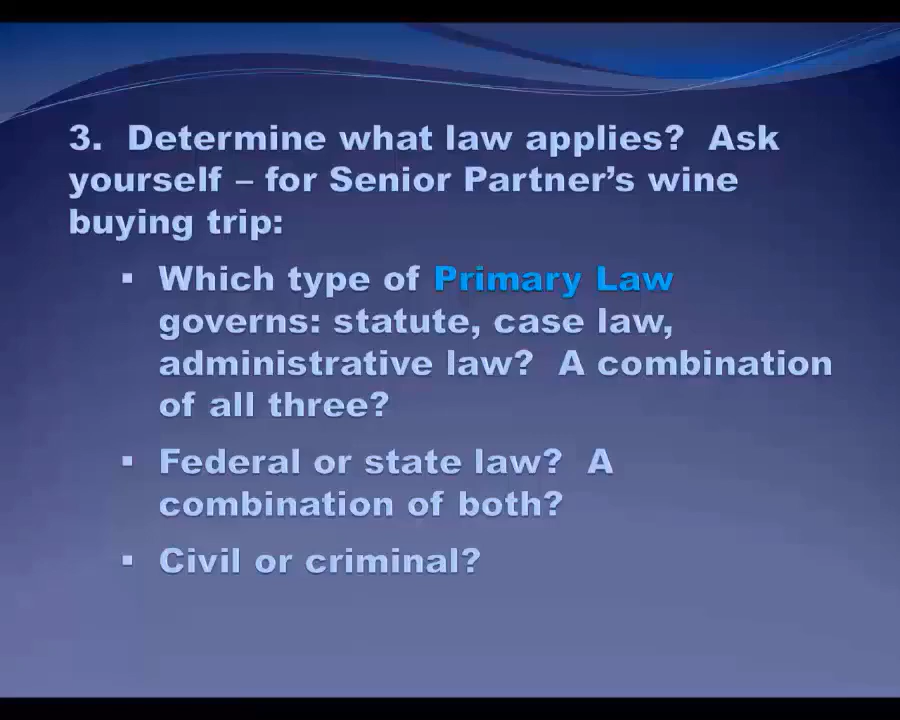 3.  Determine what law applies?  Ask
yourself – for Senior Partner’s wine
buying trip:
▪ Which type of Primary Law
governs: statute, case law,
administrative law?  A combination
of all three?
▪ Federal or state law?  A
combination of both?
▪ Civil or criminal?